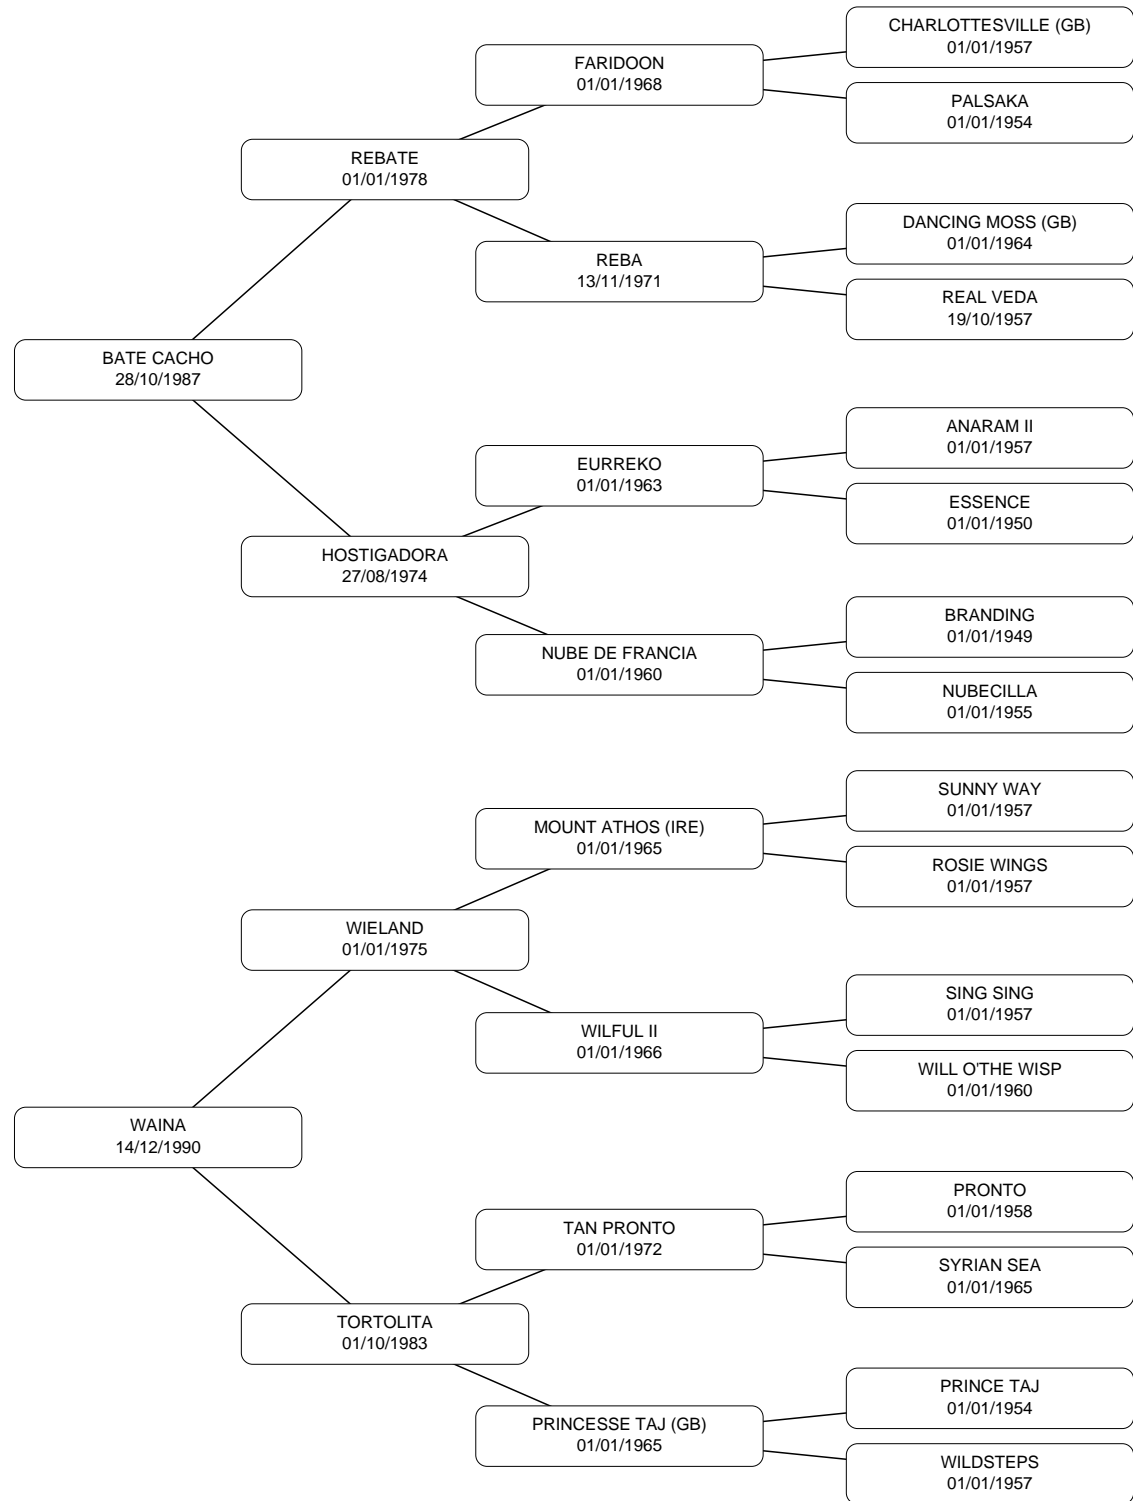 CHARLOTTESVILLE (GB)
01/01/1957
FARIDOON
01/01/1968
PALSAKA
01/01/1954
REBATE
01/01/1978
DANCING MOSS (GB)
01/01/1964
REBA
13/11/1971
REAL VEDA
19/10/1957
BATE CACHO
28/10/1987
ANARAM II
01/01/1957
EURREKO
01/01/1963
ESSENCE
01/01/1950
HOSTIGADORA
27/08/1974
BRANDING
01/01/1949
NUBE DE FRANCIA
01/01/1960
NUBECILLA
01/01/1955
SUNNY WAY
01/01/1957
MOUNT ATHOS (IRE)
01/01/1965
ROSIE WINGS
01/01/1957
WIELAND
01/01/1975
SING SING
01/01/1957
WILFUL II
01/01/1966
WILL O'THE WISP
01/01/1960
WAINA
14/12/1990
PRONTO
01/01/1958
TAN PRONTO
01/01/1972
SYRIAN SEA
01/01/1965
TORTOLITA
01/10/1983
PRINCE TAJ
01/01/1954
PRINCESSE TAJ (GB)
01/01/1965
WILDSTEPS
01/01/1957